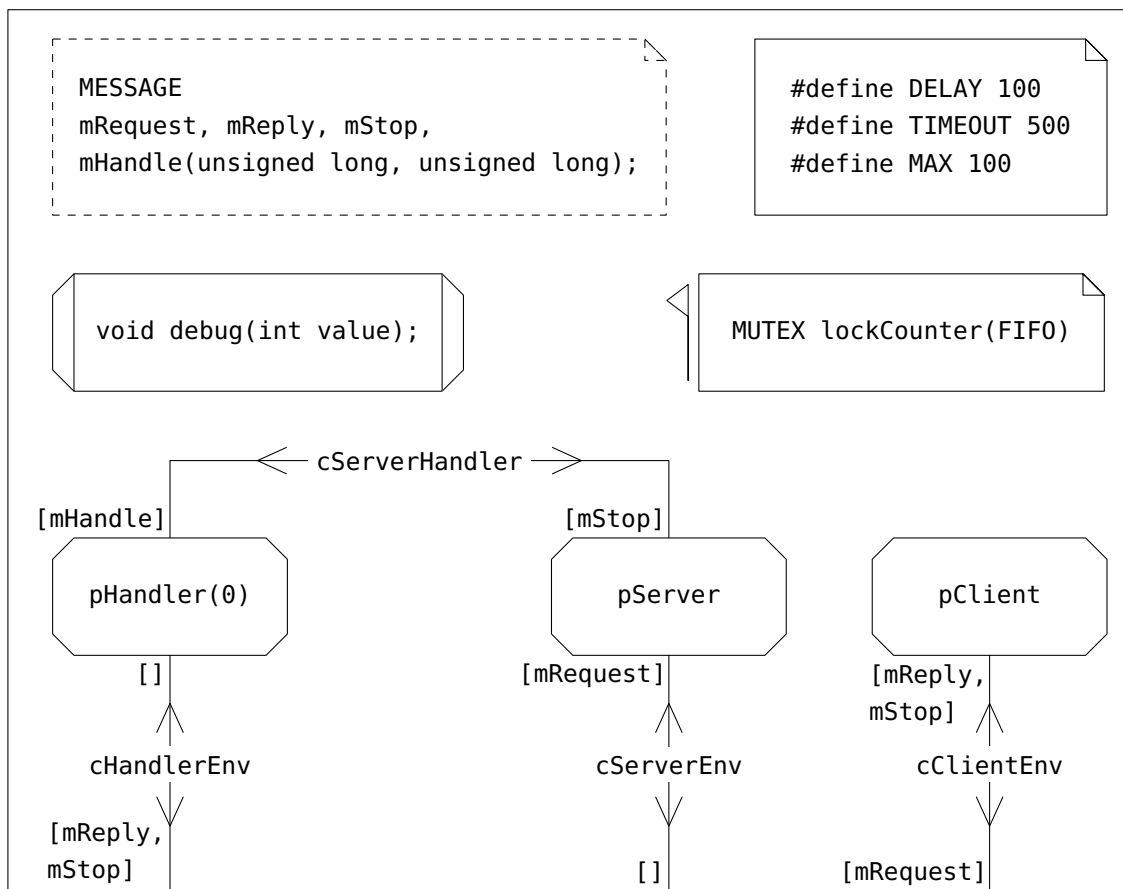 MESSAGE
mRequest, mReply, mStop,
mHandle(unsigned long, unsigned long);
#define DELAY 100
#define TIMEOUT 500
#define MAX 100
void debug(int value);
MUTEX lockCounter(FIFO)
cServerHandler
[mHandle]
[mStop]
pHandler(0)
pServer
pClient
[]
[mRequest]
[mReply,
mStop]
cHandlerEnv
cServerEnv
cClientEnv
[mReply,
mStop]
[]
[mRequest]